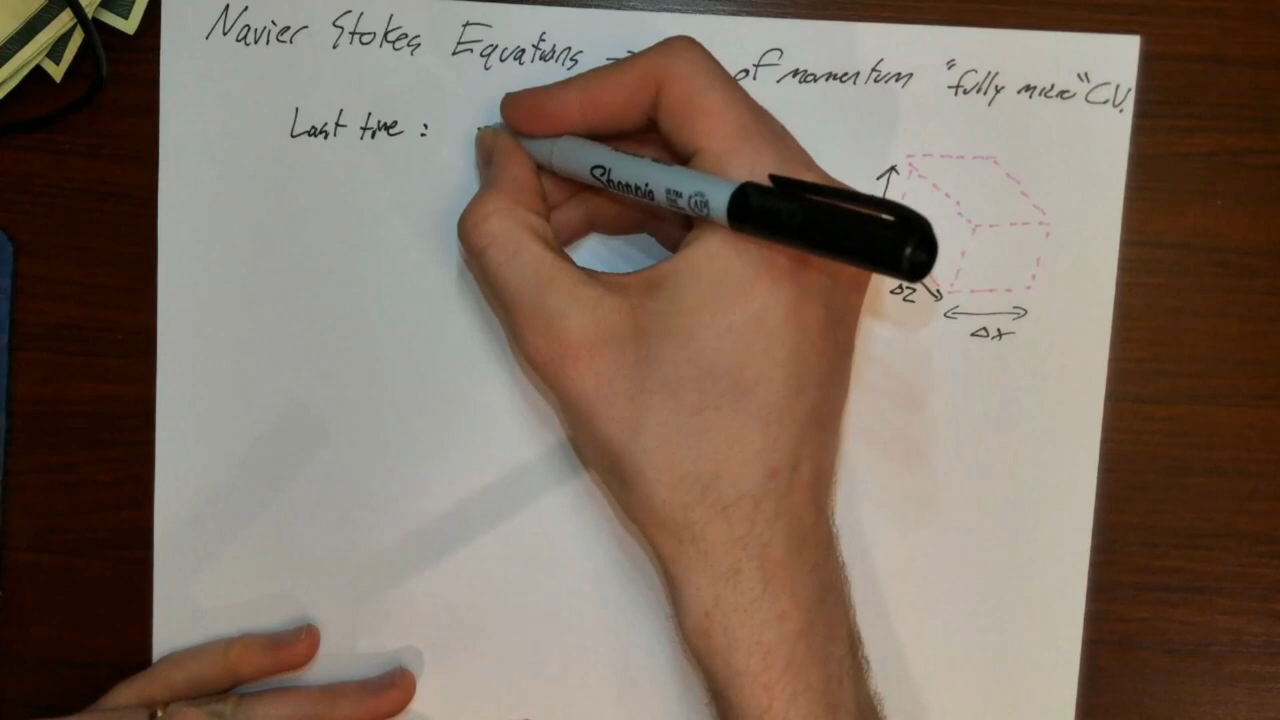 Navier Stokes Equations of momentum "fully micro" CV.
Last time :
Sharpie
ΔZ
ΔX